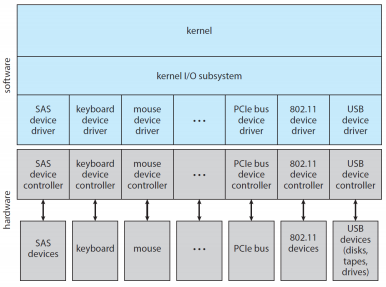 software
kernel
kernel I/O subsystem
SAS
device
driver
keyboard
device
driver
mouse
device
driver
...
PCIe bus
device
driver
802.11
device
driver
USB
device
driver
hardware
SAS
device
controller
keyboard
device
controller
mouse
device
controller
...
PCIe bus
device
controller
802.11
device
controller
USB
device
controller
SAS
devices
keyboard
mouse
...
PCIe bus
802.11
devices
USB
devices
(disks,
tapes,
drives)